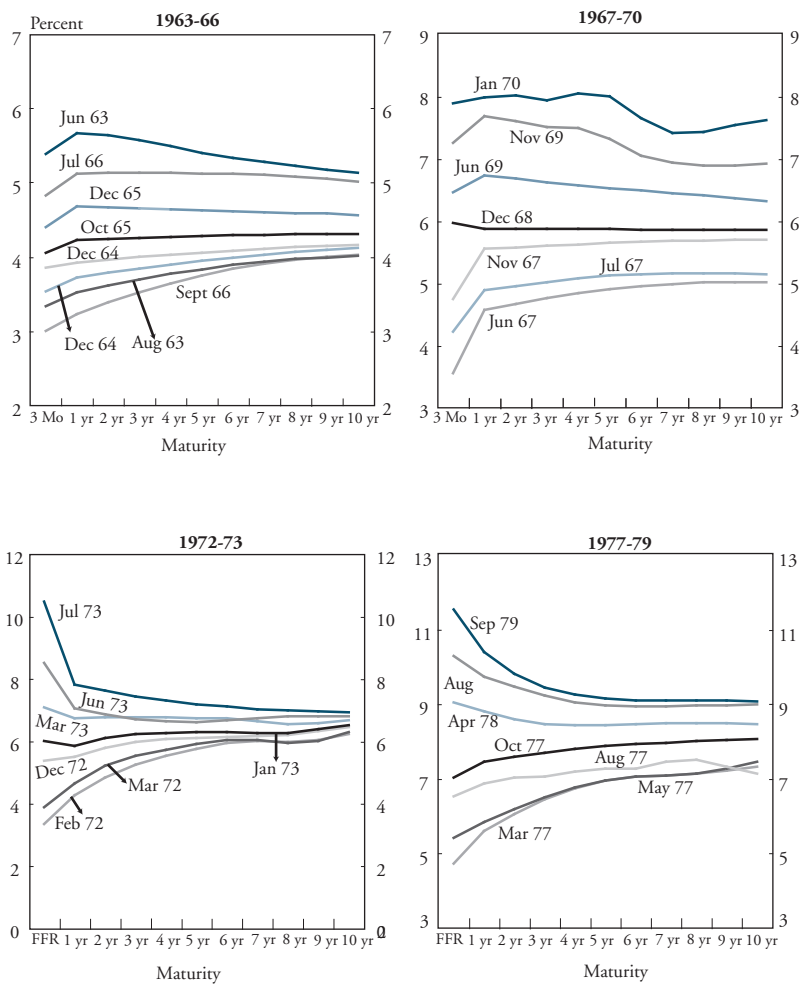 1963-66
Percent
7
6
5
4
3
2
7
6
5
4
3
2
Jun 63
Jul 66
Dec 65
Oct 65
Dec 64
Sept 66
Dec 64
Aug 63
3 Mo 1 yr 2 yr 3 yr 4 yr 5 yr 6 yr 7 yr 8 yr 9 yr 10 yr
Maturity
1967-70
9
8
7
6
5
4
3
9
8
7
6
5
4
3
Jan 70
Nov 69
Jun 69
Dec 68
Nov 67
Jul 67
Jun 67
3 Mo 1 yr 2 yr 3 yr 4 yr 5 yr 6 yr 7 yr 8 yr 9 yr 10 yr
Maturity
1972-73
12
10
8
6
4
2
0
12
10
8
6
4
2
0
Jul 73
Jun 73
Mar 73
Dec 72
Mar 72
Jan 73
Feb 72
FFR 1 yr 2 yr 3 yr 4 yr 5 yr 6 yr 7 yr 8 yr 9 yr 10 yr
Maturity
1977-79
13
11
9
7
5
3
13
11
9
7
5
3
Sep 79
Aug
Apr 78
Oct 77
Aug 77
May 77
Mar 77
FFR 1 yr 2 yr 3 yr 4 yr 5 yr 6 yr 7 yr 8 yr 9 yr 10 yr
Maturity